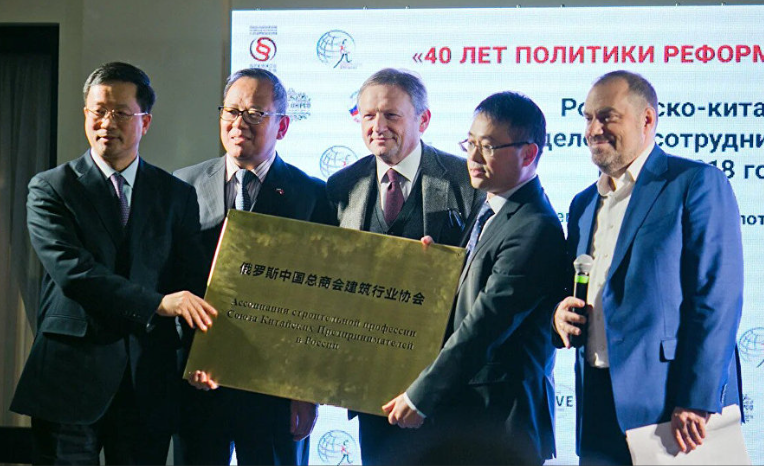 «40 ЛЕТ ПОЛИТИКИ РЕФОРМ
Ро ско-кита
дело сотрудни
18 го
俄罗斯中国总商会建筑行业协会
Ассоциация строительной профессии
Союза Китайских Предпринимателей
в России